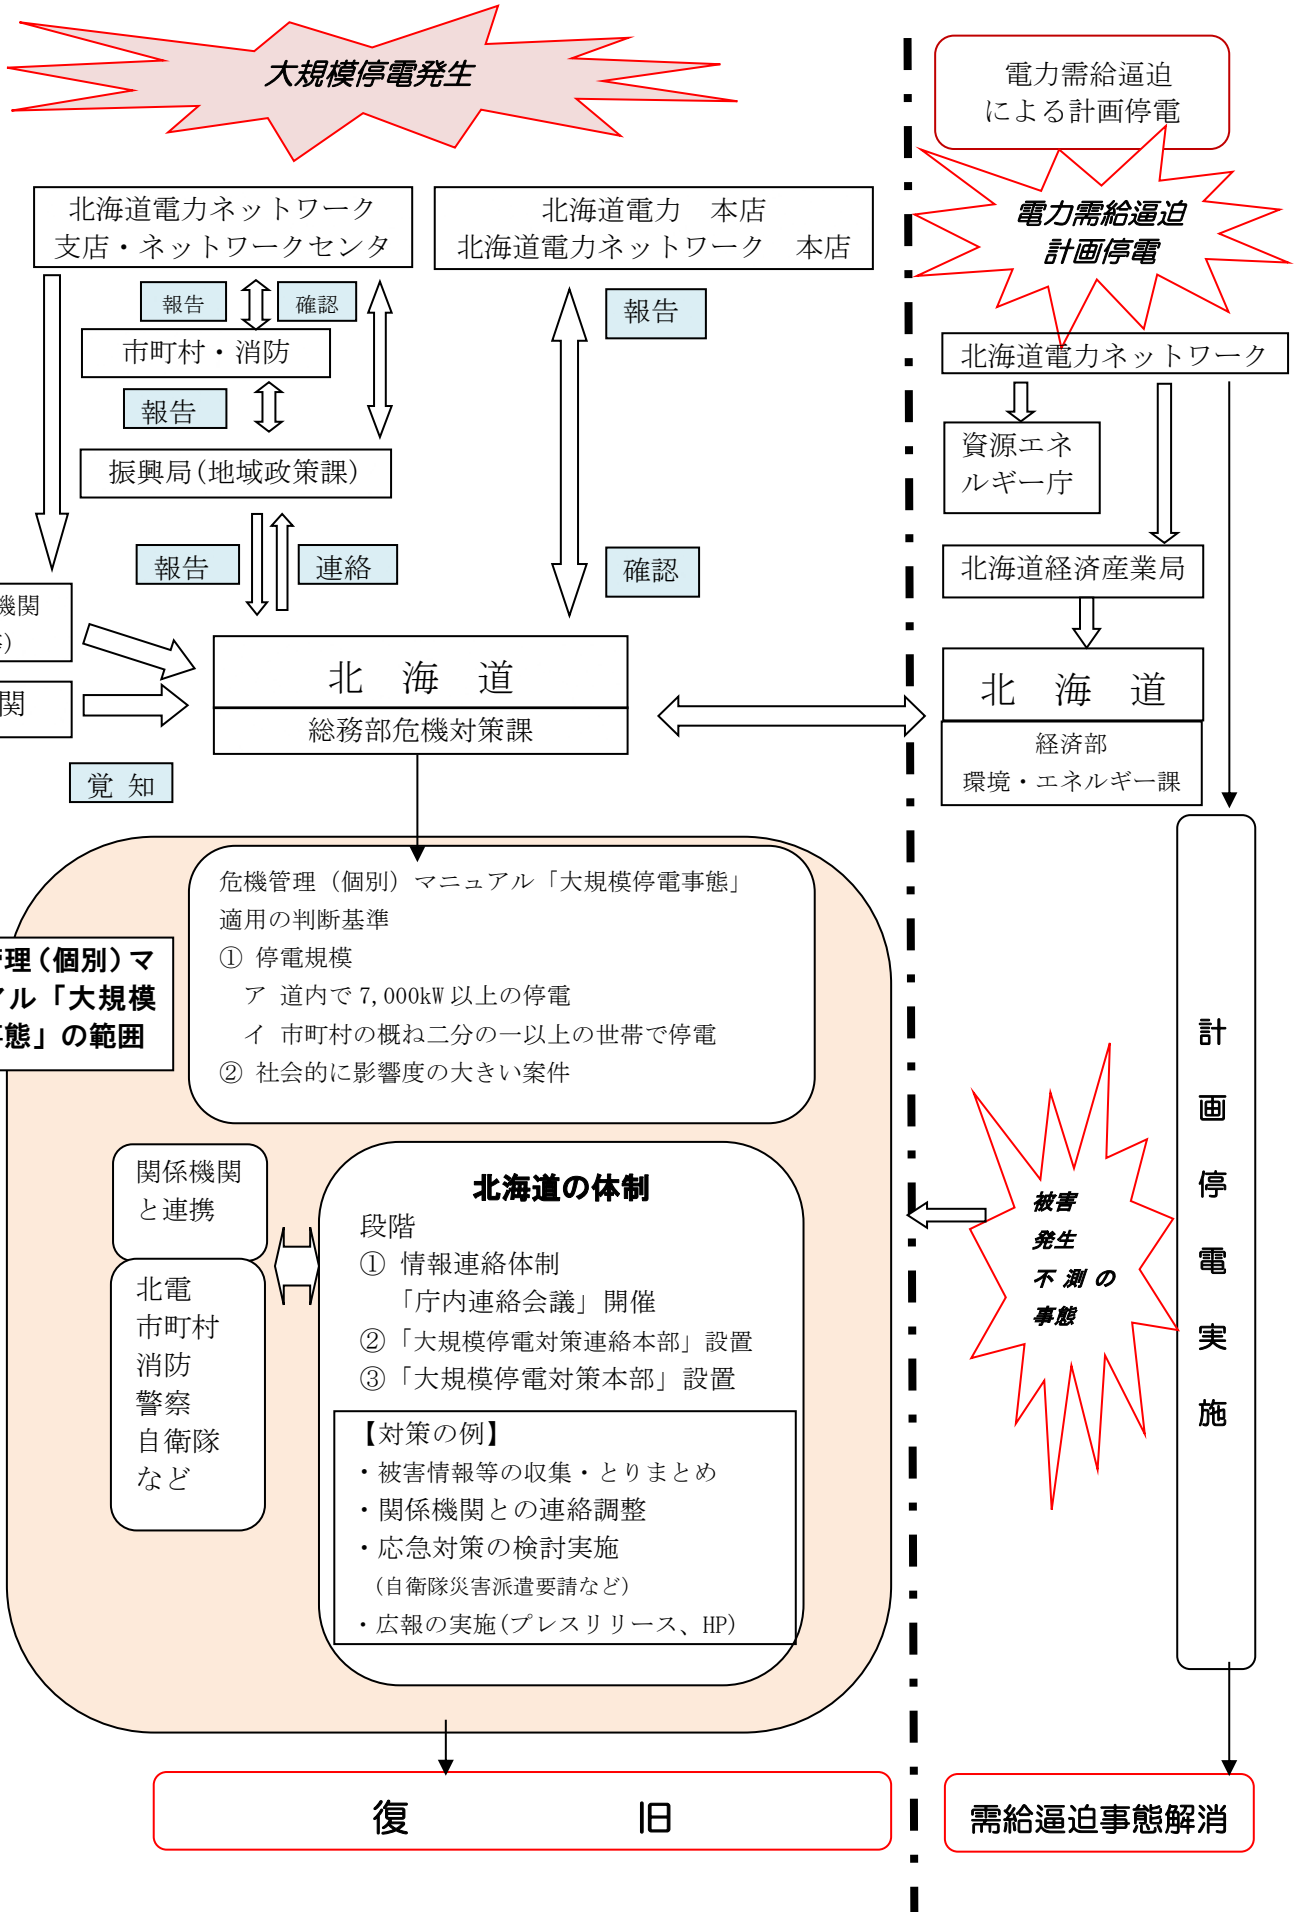 大規模停電発生
北海道電力ネットワーク
支店・ネットワークセンタ
北海道電力　本店
北海道電力ネットワーク　本店
報告
確認
市町村・消防
報告
振興局(地域政策課)
報告
連絡
報告
確認
機関
関
北　海　道
総務部危機対策課
覚 知
危機管理（個別）マニュアル「大規模停電事態」
適用の判断基準
① 停電規模
ア 道内で 7,000kW 以上の停電
イ 市町村の概ね二分の一以上の世帯で停電
② 社会的に影響度の大きい案件
理（個別）マ
アル「大規模
態」の範囲
関係機関
と連携
北電
市町村
消防
警察
自衛隊
など
北海道の体制
段階
① 情報連絡体制
「庁内連絡会議」開催
②「大規模停電対策連絡本部」設置
③「大規模停電対策本部」設置
【対策の例】
・被害情報等の収集・とりまとめ
・関係機関との連絡調整
・応急対策の検討実施
(自衛隊災害派遣要請など)
・広報の実施(プレスリリース、HP)
復　旧
電力需給逼迫
による計画停電
電力需給逼迫
計画停電
北海道電力ネットワーク
資源エネ
ルギー庁
北海道経済産業局
北　海　道
経済部
環境・エネルギー課
計画停電実施
被害
発生
不 測 の
事態
需給逼迫事態解消